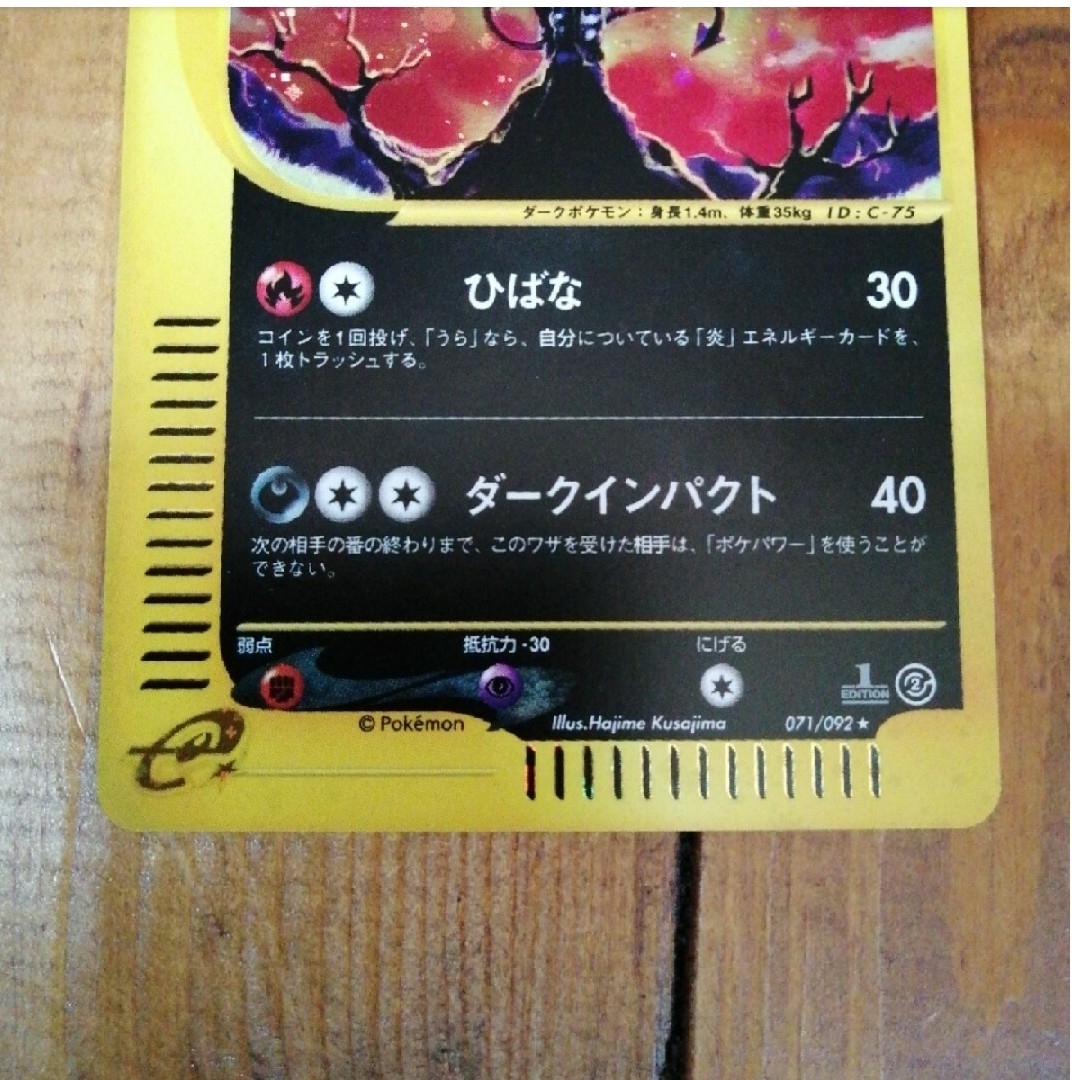 ダークポケモン：身長1.4m、体重35kg ID:C-75
ひばな 30
コインを1回投げ、「うら」なら、自分についている「炎」エネルギーカードを、
1枚トラッシュする。
ダークインパクト 40
次の相手の番の終わりまで、このワザを受けた相手は、「ポケパワー」を使うことが
できない。
弱点 抵抗力 -30 にげる
1 EDITION 2
© Pokémon Illus.Hajime Kusajima 071/092★
e